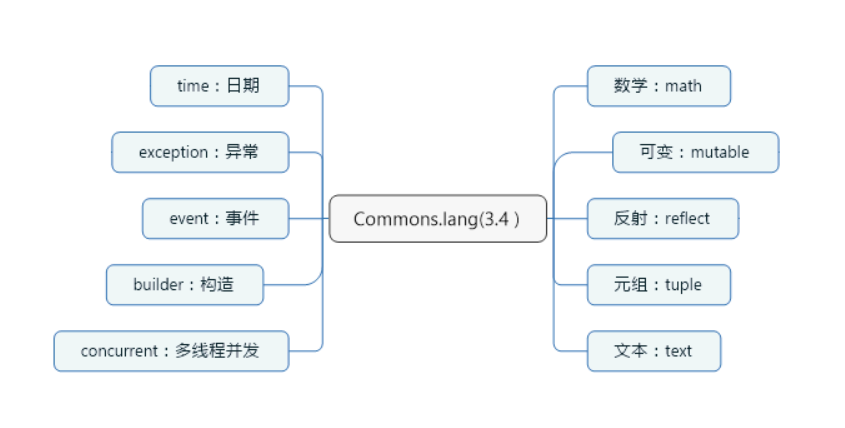 time：日期
exception：异常
event：事件
builder：构造
concurrent：多线程并发
Commons.lang(3.4 )
数学：math
可变：mutable
反射：reflect
元组：tuple
文本：text